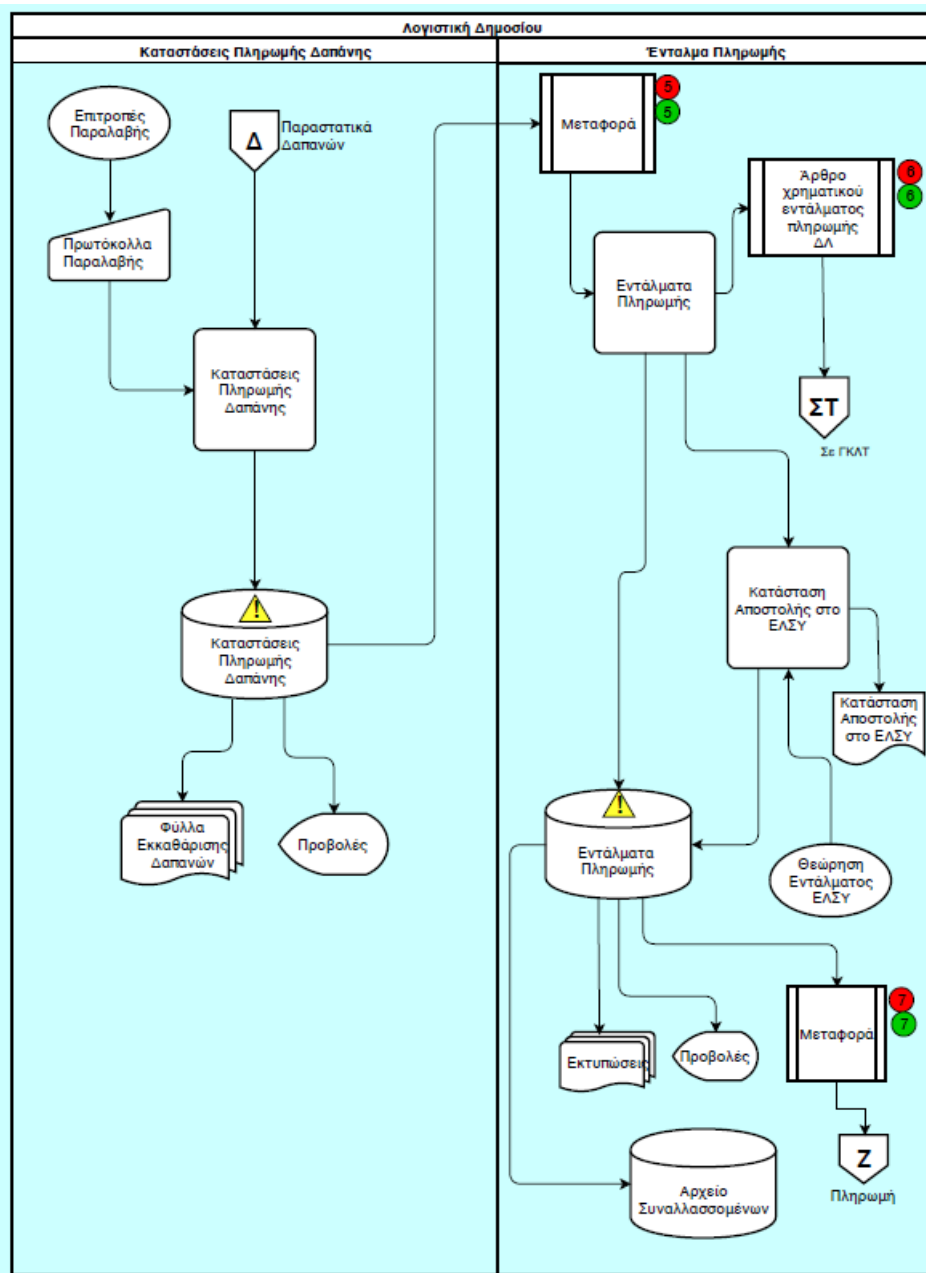 Λογιστική Δημοσίου
Καταστάσεις Πληρωμής Δαπάνης
Ένταλμα Πληρωμής
Επιτροπές
Παραλαβής
Δ
Παραστατικά
Δαπανών
Πρωτόκολλα
Παραλαβής
Καταστάσεις
Πληρωμής
Δαπάνης
Καταστάσεις
Πληρωμής
Δαπάνης
Φύλλα
Εκκαθάρισης
Δαπανών
Προβολές
Μεταφορά
5
5
Άρθρο
χρηματικού
εντάλματος
πληρωμής
ΔΛ
6
6
Εντάλματα
Πληρωμής
ΣΤ
Σε ΓΚΛΤ
Κατάσταση
Αποστολής στο
ΕΛΣΥ
Κατάσταση
Αποστολής
στο ΕΛΣΥ
Εντάλματα
Πληρωμής
Θεώρηση
Εντάλματος
ΕΛΣΥ
Εκτυπώσεις
Προβολές
Μεταφορά
7
7
Αρχείο
Συναλλασσομένων
Ζ
Πληρωμή